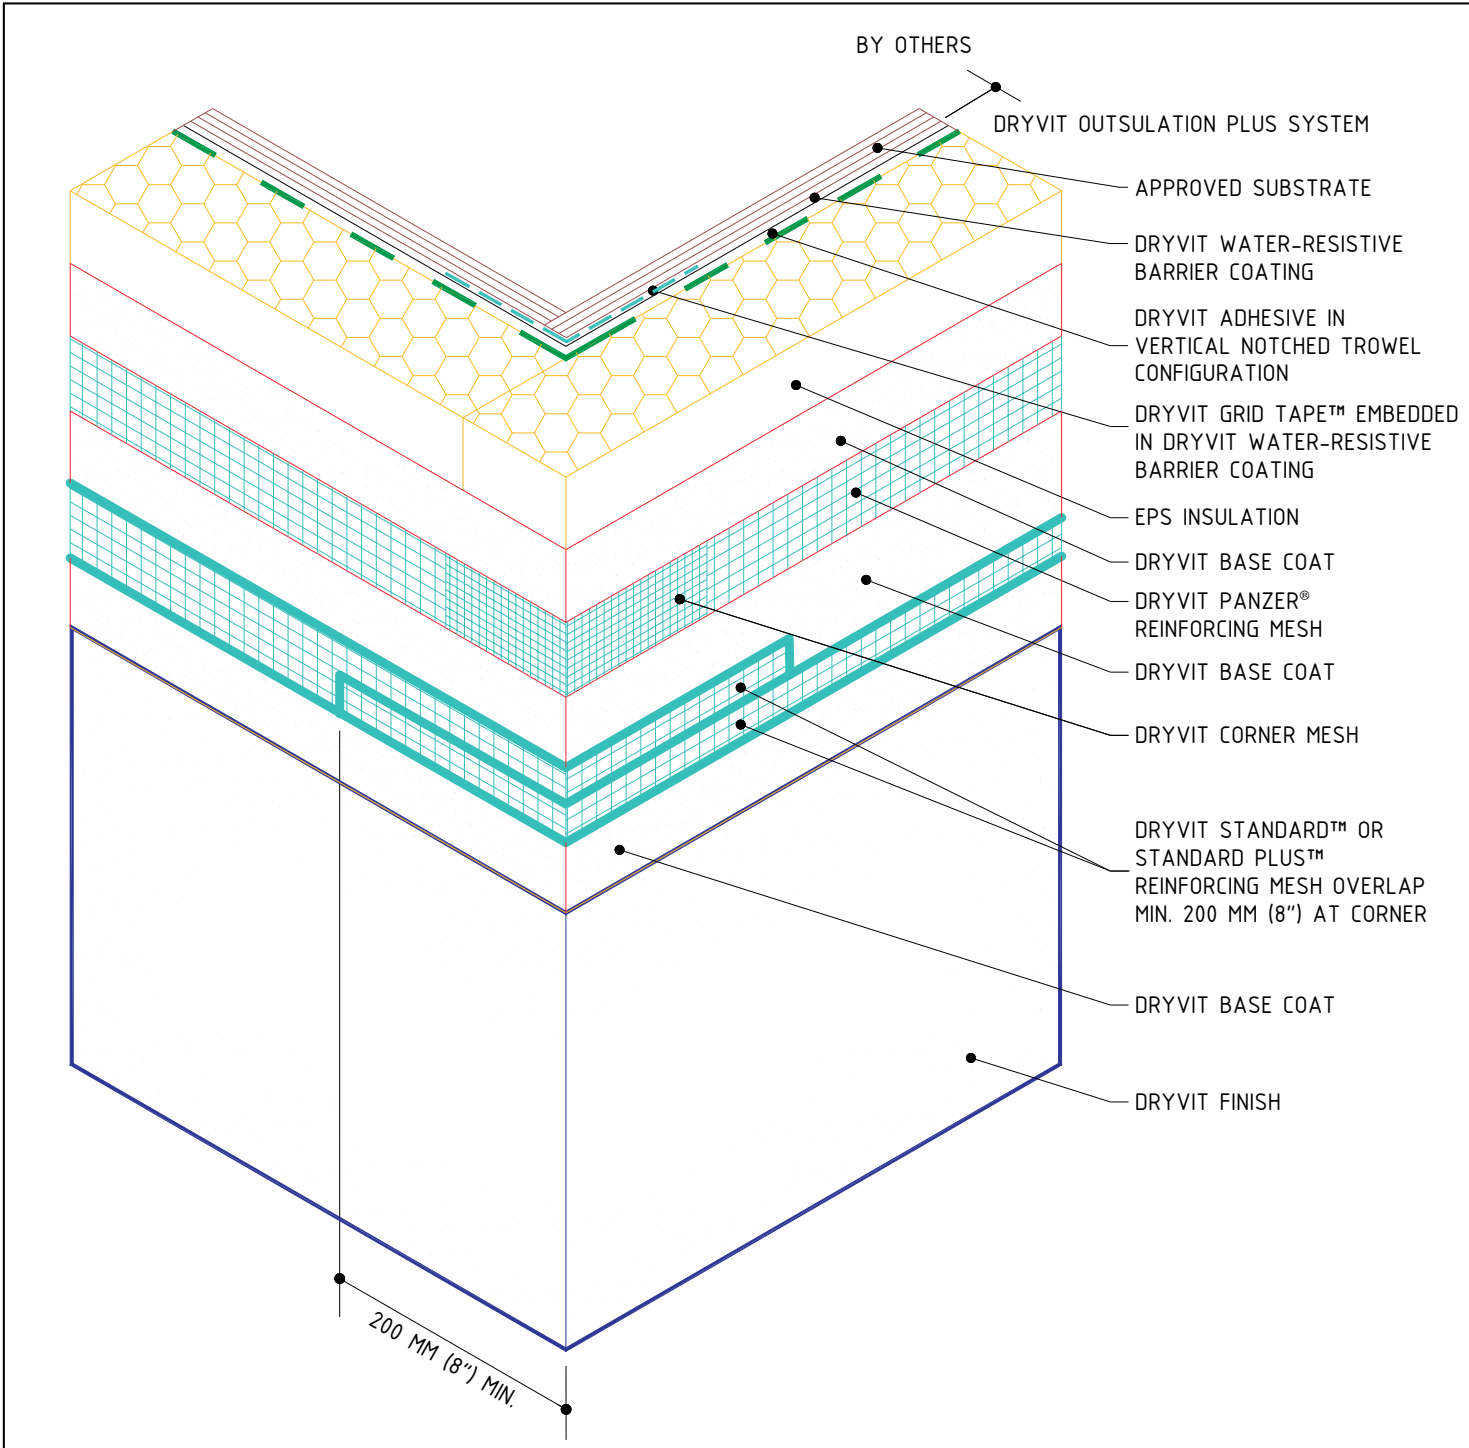 BY OTHERS
DRYVIT OUTSULATION PLUS SYSTEM
APPROVED SUBSTRATE
DRYVIT WATER-RESISTIVE
BARRIER COATING
DRYVIT ADHESIVE IN
VERTICAL NOTCHED TROWEL
CONFIGURATION
DRYVIT GRID TAPE™ EMBEDDED
IN DRYVIT WATER-RESISTIVE
BARRIER COATING
EPS INSULATION
DRYVIT BASE COAT
DRYVIT PANZER®
REINFORCING MESH
DRYVIT BASE COAT
DRYVIT CORNER MESH
DRYVIT STANDARD™ OR
STANDARD PLUS™
REINFORCING MESH OVERLAP
MIN. 200 MM (8") AT CORNER
DRYVIT BASE COAT
DRYVIT FINISH
200 MM (8") MIN.